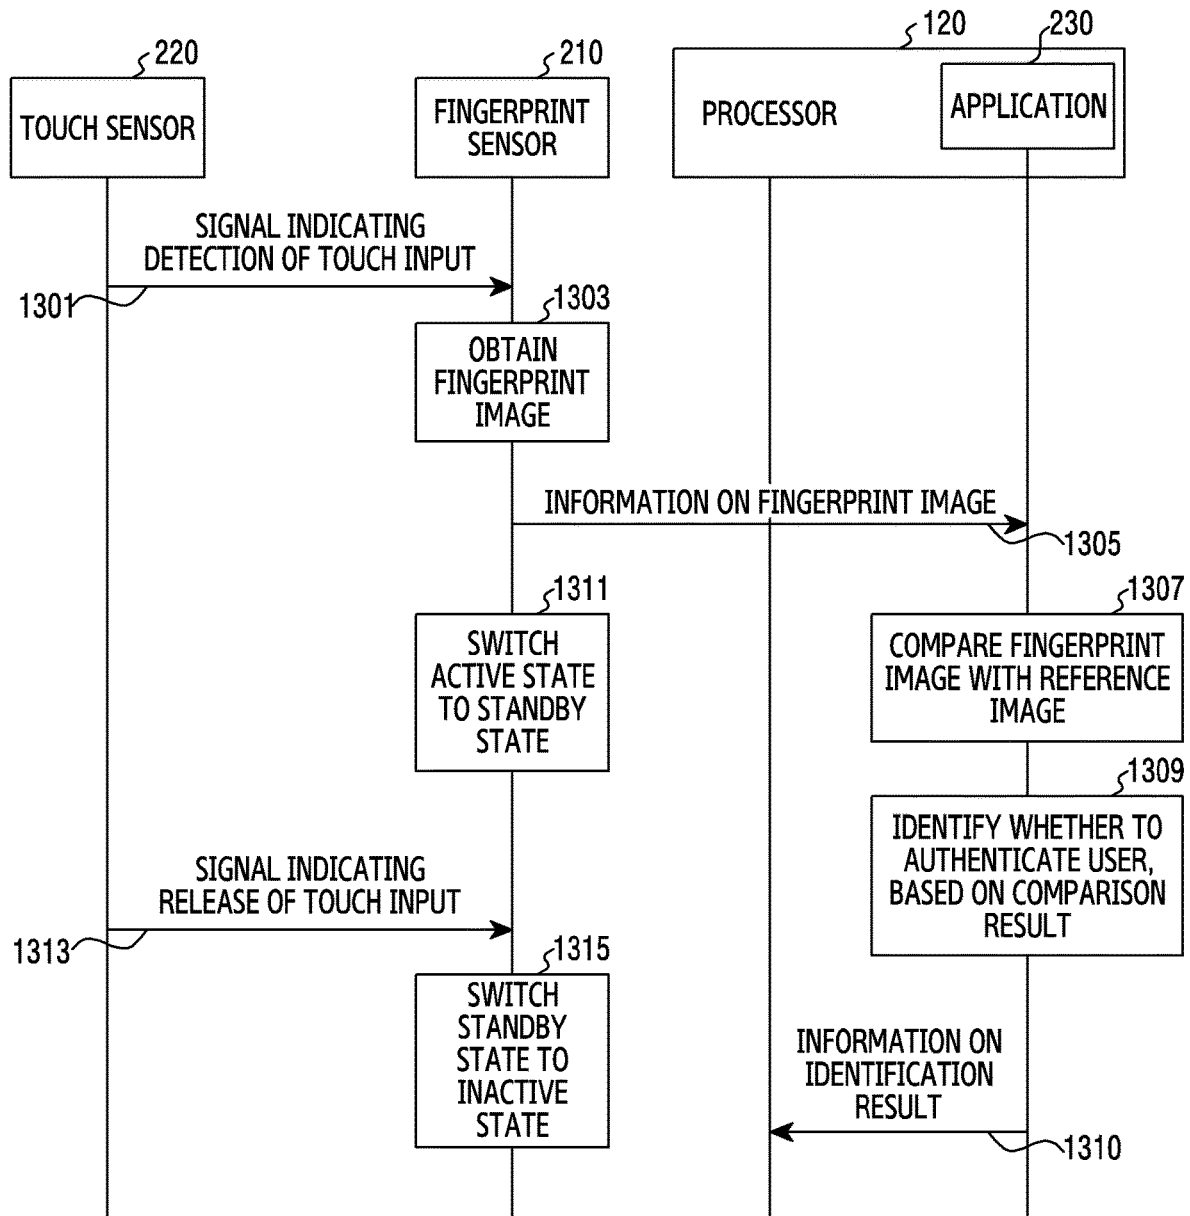 220
210
120
230
TOUCH SENSOR
FINGERPRINT
SENSOR
PROCESSOR
APPLICATION
SIGNAL INDICATING
DETECTION OF TOUCH INPUT
1301
1303
OBTAIN
FINGERPRINT
IMAGE
INFORMATION ON FINGERPRINT IMAGE
1305
1311
SWITCH
ACTIVE STATE
TO STANDBY
STATE
1307
COMPARE FINGERPRINT
IMAGE WITH REFERENCE
IMAGE
1309
IDENTIFY WHETHER TO
AUTHENTICATE USER,
BASED ON COMPARISON
RESULT
SIGNAL INDICATING
RELEASE OF TOUCH INPUT
1313
1315
SWITCH
STANDBY
STATE TO
INACTIVE
STATE
INFORMATION ON
IDENTIFICATION
RESULT
1310